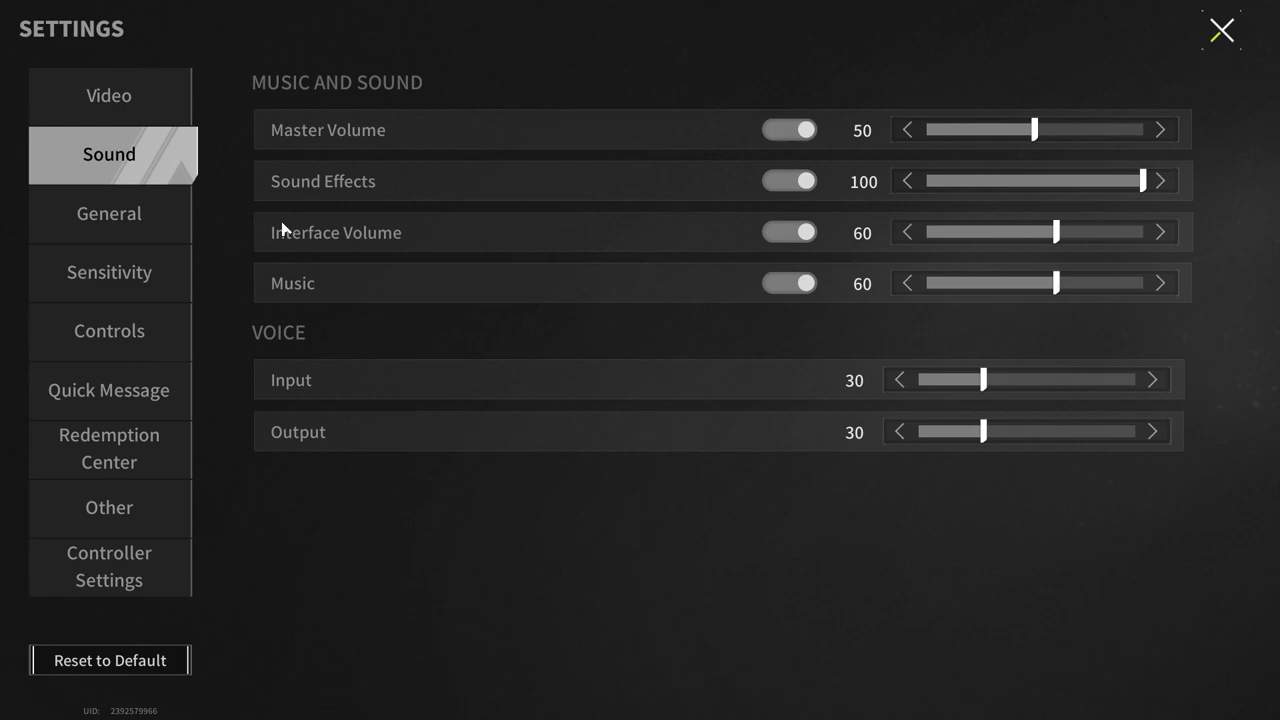 SETTINGS
Video
Sound
General
Sensitivity
Controls
Quick Message
Redemption
Center
Other
Controller
Settings
Reset to Default
UID: 2392579966
MUSIC AND SOUND
Master Volume 50
Sound Effects 100
Interface Volume 60
Music 60
VOICE
Input 30
Output 30